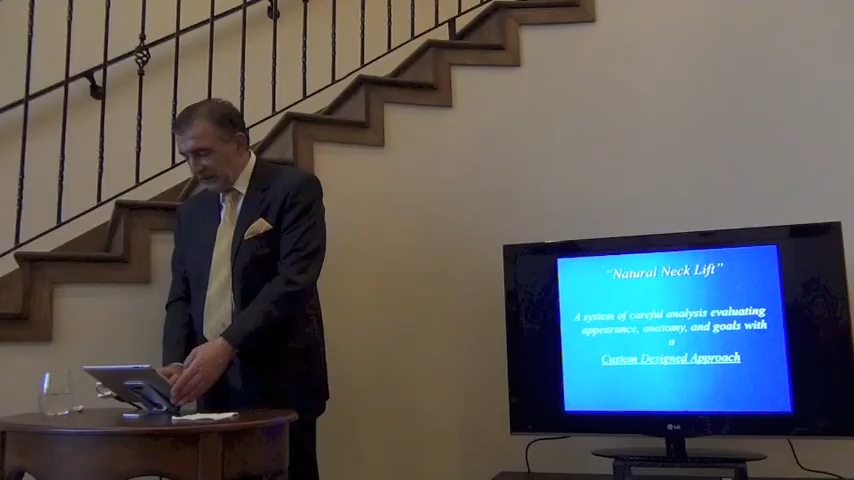 "Natural Neck Lift"
A system of careful analysis evaluating
appearance, anatomy, and goals with
a
Custom Designed Approach
LG